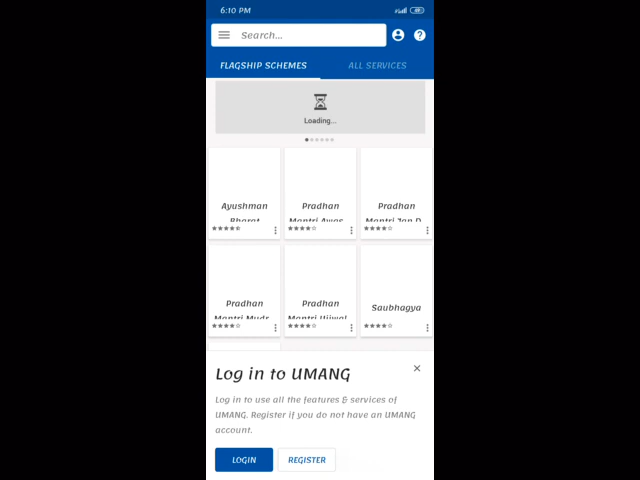 6:10 PM
Search...
FLAGSHIP SCHEMES
ALL SERVICES
Loading...
Ayushman
Bharat
Pradhan
Mantri Awas
Pradhan
Mantri Jan D
Pradhan
Mantri Mudr
Pradhan
Mantri Ujjwal
Saubhagya
Log in to UMANG
Log in to use all the features & services of
UMANG. Register if you do not have an UMANG
account.
LOGIN
REGISTER